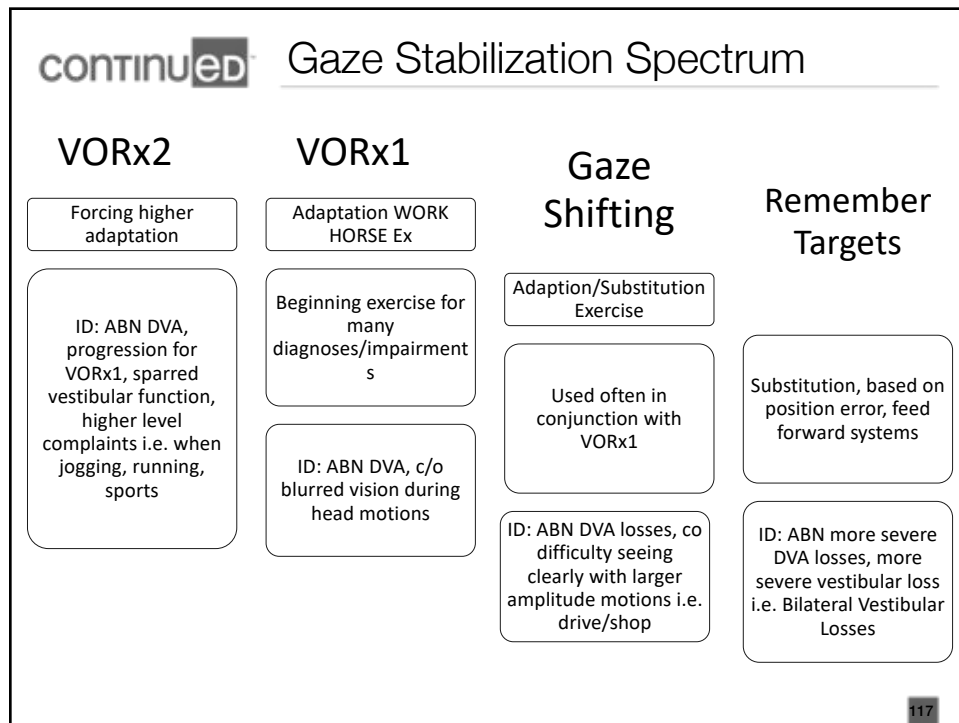 continued Gaze Stabilization Spectrum
VORx2
Forcing higher
adaptation
ID: ABN DVA,
progression for
VORx1, sparred
vestibular function,
higher level
complaints i.e. when
jogging, running,
sports
VORx1
Adaptation WORK
HORSE Ex
Beginning exercise for
many
diagnoses/impairment
s
ID: ABN DVA, c/o
blurred vision during
head motions
Gaze
Shifting
Adaption/Substitution
Exercise
Used often in
conjunction with
VORx1
ID: ABN DVA losses, co
difficulty seeing
clearly with larger
amplitude motions i.e.
drive/shop
Remember
Targets
Substitution, based on
position error, feed
forward systems
ID: ABN more severe
DVA losses, more
severe vestibular loss
i.e. Bilateral Vestibular
Losses
117